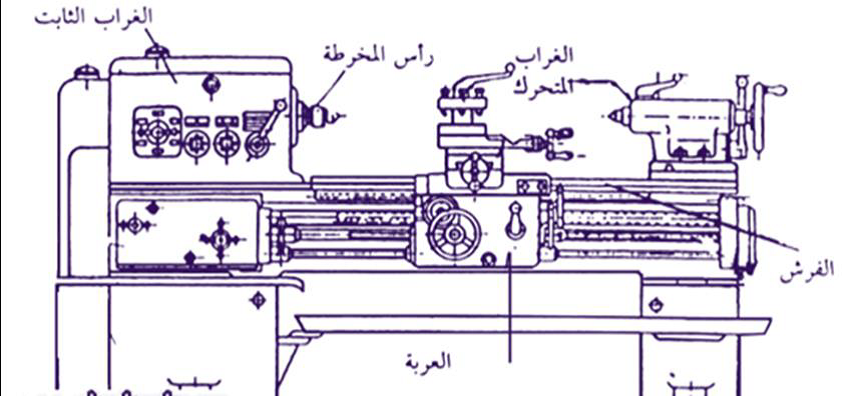 الغراب الثابت
رأس المخرطة
الغراب
المتحرك
الفرش
العربة